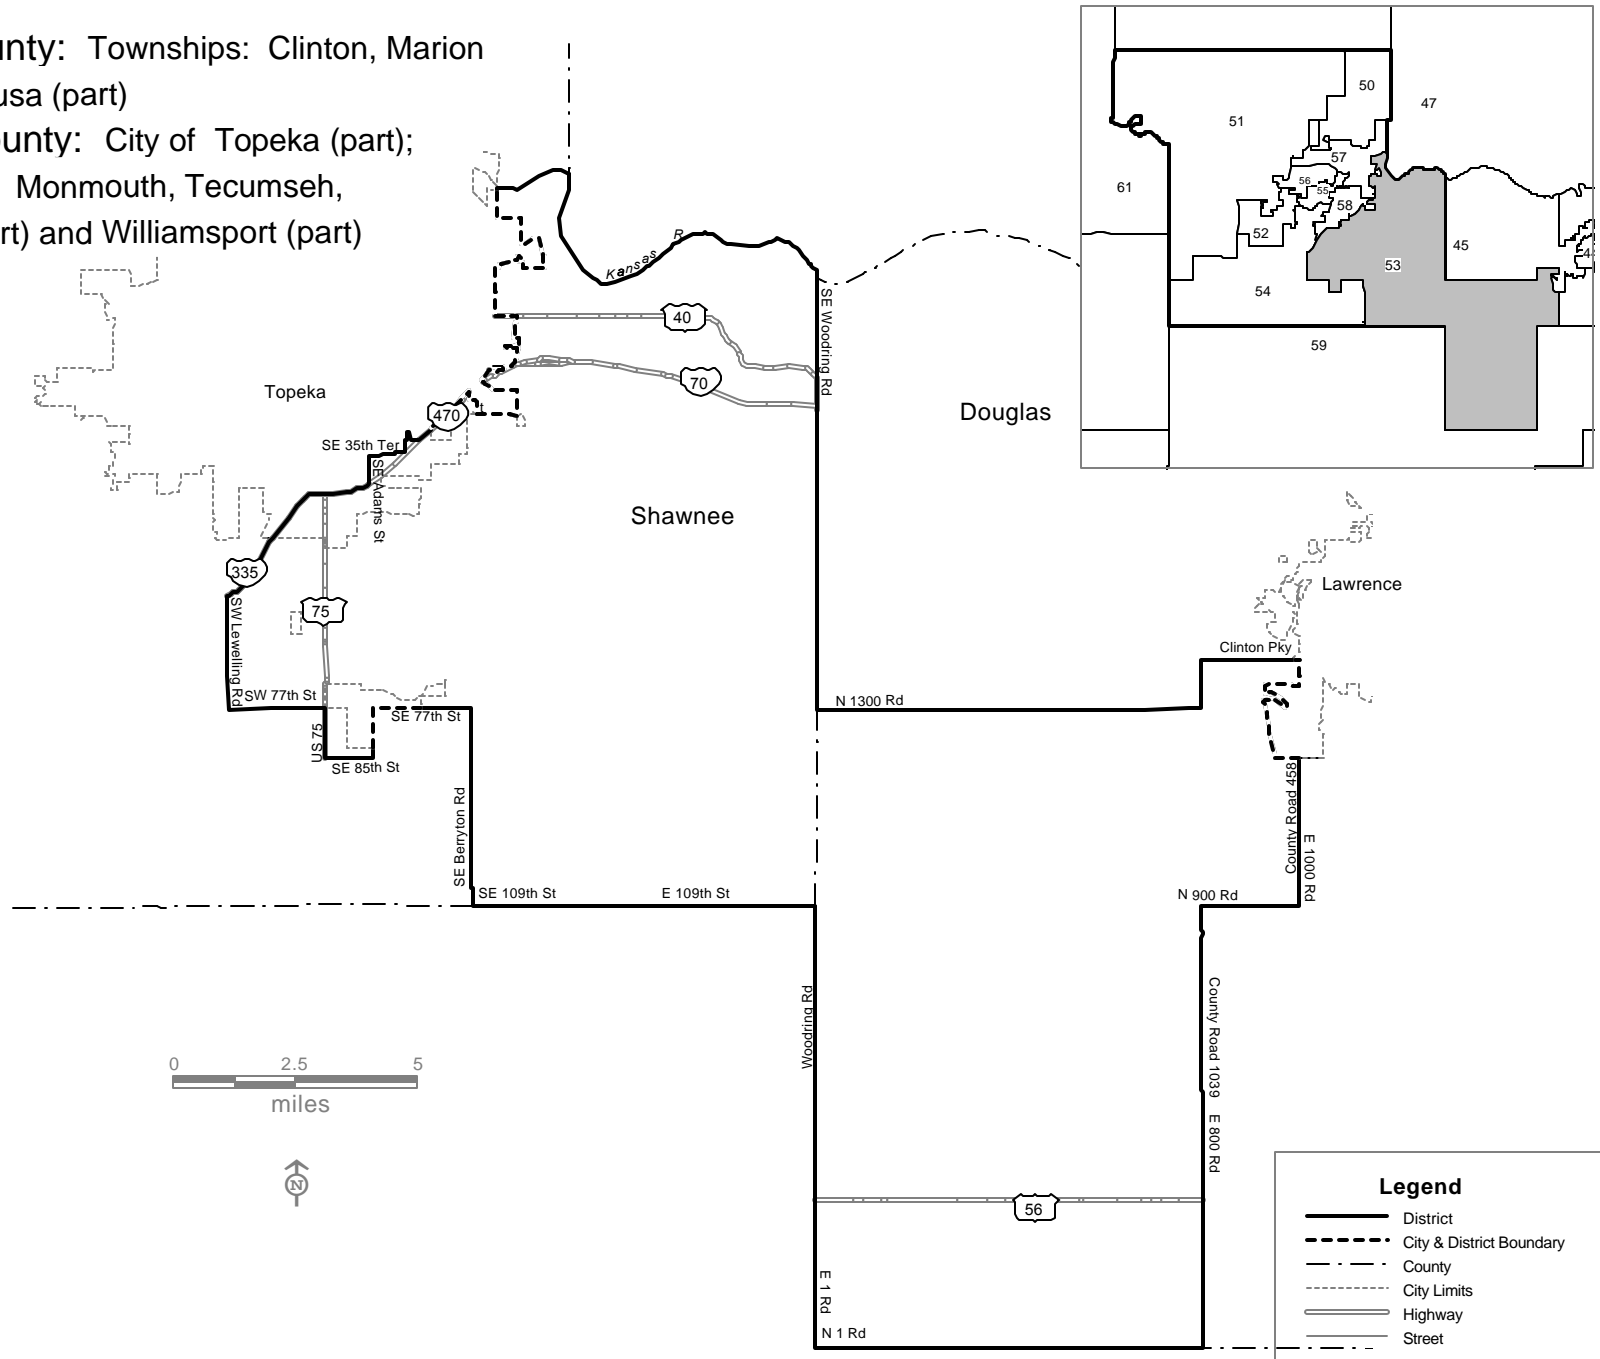 unty: Townships: Clinton, Marion
usa (part)
ounty: City of Topeka (part);
Monmouth, Tecumseh,
rt) and Williamsport (part)
50
47
51
57
61
56
55
58
52
45
53
54
59
Kansas R
SE Woodring Rd
40
70
Topeka
470
SE 35th Ter
SE Adams St
Douglas
Shawnee
335
75
SW Lewelling Rd
SW 77th St
US 75
SE 77th St
SE 85th St
Lawrence
Clinton Pky
N 1300 Rd
County Road 458
E 1000 Rd
SE Berryton Rd
SE 109th St
E 109th St
N 900 Rd
Woodring Rd
County Road 1039
E 800 Rd
0 2.5 5
miles
N
56
E 1 Rd
N 1 Rd
Legend
District
City & District Boundary
County
City Limits
Highway
Street